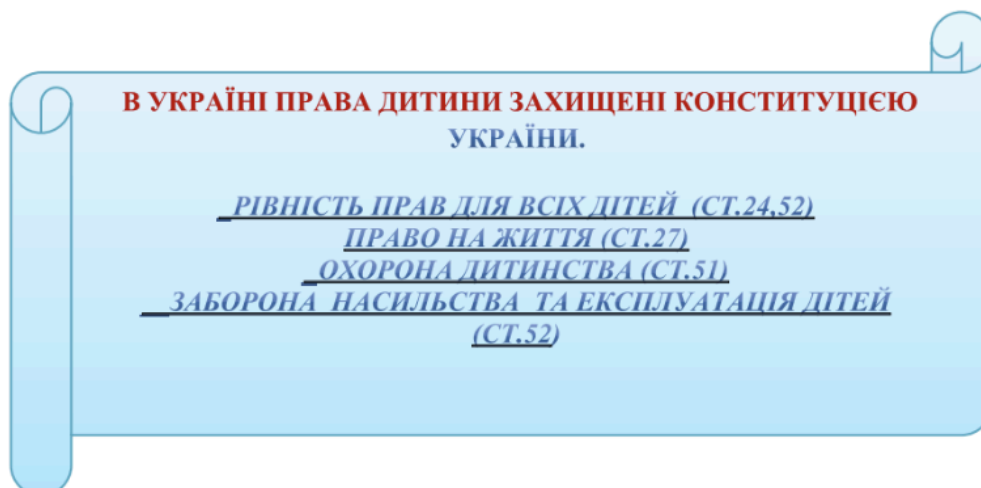 В УКРАЇНІ ПРАВА ДИТИНИ ЗАХИЩЕНІ КОНСТИТУЦІЄЮ
УКРАЇНИ.
_РІВНІСТЬ ПРАВ ДЛЯ ВСІХ ДІТЕЙ (СТ.24,52)
ПРАВО НА ЖИТТЯ (СТ.27)
_ОХОРОНА ДИТИНСТВА (СТ.51)
__ЗАБОРОНА НАСИЛЬСТВА ТА ЕКСПЛУАТАЦІЯ ДІТЕЙ
(СТ.52)